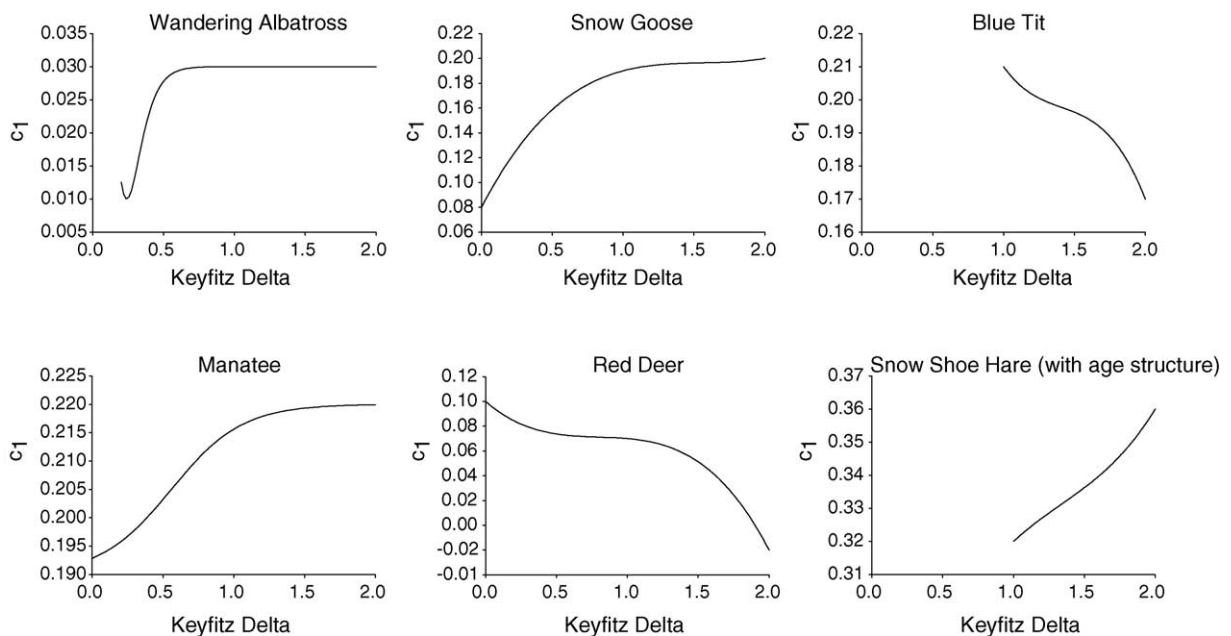 Wandering Albatross
0.030
0.025
0.020
0.015
0.010
0.005
c1
0.0 0.5 1.0 1.5 2.0
Keyfitz Delta
Snow Goose
0.20
0.20
0.16
0.14
0.12
0.10
0.08
0.06
c1
0.0 0.5 1.0 1.5 2.0
Keyfitz Delta
Blue Tit
0.21
0.21
0.20
0.19
0.18
0.17
0.16
c1
0.0 0.5 1.0 1.5 2.0
Keyfitz Delta
Manatee
0.225
0.220
0.215
0.210
0.205
0.200
0.195
0.190
c1
0.0 0.5 1.0 1.5 2.0
Keyfitz Delta
Red Deer
0.12
0.10
0.08
0.06
0.04
0.02
0.00
-0.02
-0.01
c1
0.0 0.5 1.0 1.5 2.0
Keyfitz Delta
Snow Shoe Hare (with age structure)
0.37
0.36
0.35
0.34
0.33
0.32
0.31
c1
0.0 0.5 1.0 1.5 2.0
Keyfitz Delta